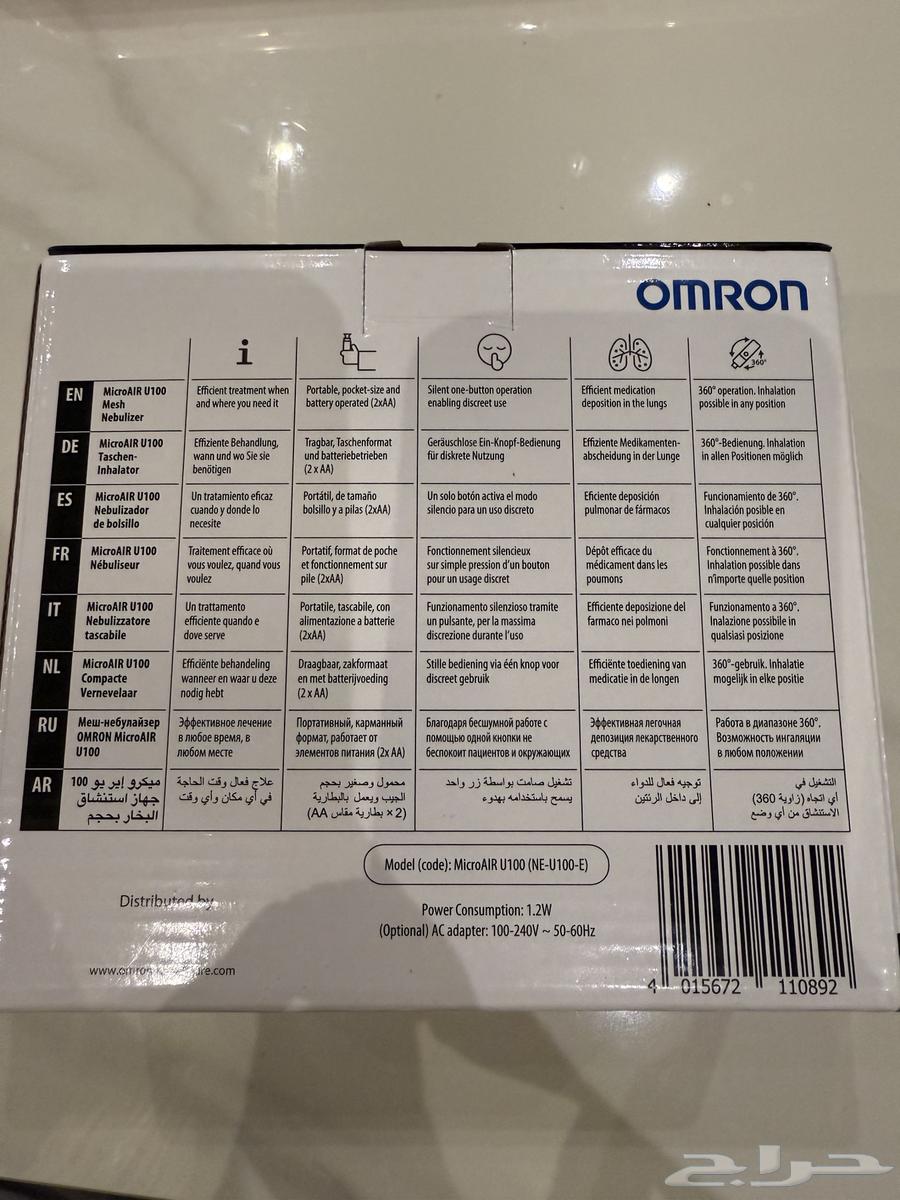 OMRON
i
360°
EN
MicroAIR U100
Mesh
Nebulizer
Efficient treatment when
and where you need it
Portable, pocket-size and
battery operated (2xAA)
Silent one-button operation
enabling discreet use
Efficient medication
deposition in the lungs
360° operation. Inhalation
possible in any position
DE
MicroAIR U100
Taschen-
Inhalator
Effiziente Behandlung,
wann und wo Sie sie
benötigen
Tragbar, Taschenformat
und batteriebetrieben
(2 x AA)
Geräuschlose Ein-Knopf-Bedienung
für diskrete Nutzung
Effiziente Medikamenten-
abscheidung in der Lunge
360°-Bedienung. Inhalation
in allen Positionen möglich
ES
MicroAIR U100
Nebulizador
de bolsillo
Un tratamiento eficaz
cuando y donde lo
necesite
Portátil, de tamaño
bolsillo y a pilas (2xAA)
Un solo botón activa el modo
silencio para un uso discreto
Eficiente deposición
pulmonar de fármacos
Funcionamiento de 360°.
Inhalación posible en
cualquier posición
FR
MicroAIR U100
Nébuliseur
Traitement efficace où
vous voulez, quand vous
voulez
Portatif, format de poche
et fonctionnement sur
pile (2xAA)
Fonctionnement silencieux
sur simple pression d'un bouton
pour un usage discret
Dépôt efficace du
médicament dans les
poumons
Fonctionnement à 360°.
Inhalation possible dans
n'importe quelle position
IT
MicroAIR U100
Nebulizzatore
tascabile
Un trattamento
efficiente quando e
dove serve
Portatile, tascabile, con
alimentazione a batterie
(2xAA)
Funzionamento silenzioso tramite
un pulsante, per la massima
discrezione durante l'uso
Efficiente deposizione del
farmaco nei polmoni
Funzionamento a 360°.
Inalazione possibile in
qualsiasi posizione
NL
MicroAIR U100
Compacte
Vernevelaar
Efficiënte behandeling
wanneer en waar u deze
nodig hebt
Draagbaar, zakformaat
en met batterijvoeding
(2 x AA)
Stille bediening via één knop voor
discreet gebruik
Efficiënte toediening van
medicatie in de longen
360°-gebruik. Inhalatie
mogelijk in elke positie
RU
Меш-небулайзер
OMRON MicroAIR
U100
Эффективное лечение
в любое время, в
любом месте
Портативный, карманный
формат, работает от
элементов питания (2x AA)
Благодаря бесшумной работе с
помощью одной кнопки не
беспокоит пациентов и окружающих
Эффективная легочная
депозиция лекарственного
средства
Работа в диапазоне 360°.
Возможность ингаляции
в любом положении
AR
ميكرو إير يو 100
جهاز استنشاق
البخار بحجم
علاج فعال وقت الحاجة
في أي مكان وأي وقت
محمول وصغير بحجم
الجيب ويعمل بالبطارية
(2 × بطارية مقاس AA)
تشغيل صامت بواسطة زر واحد
يسمح باستخدامه بهدوء
توجيه فعال للدواء
إلى داخل الرئتين
التشغيل في
أي اتجاه (زاوية 360)
الاستنشاق من أي وضع
Model (code): MicroAIR U100 (NE-U100-E)
Distributed by
Power Consumption: 1.2W
(Optional) AC adapter: 100-240V ~ 50-60Hz
4 015672 110892
حراج